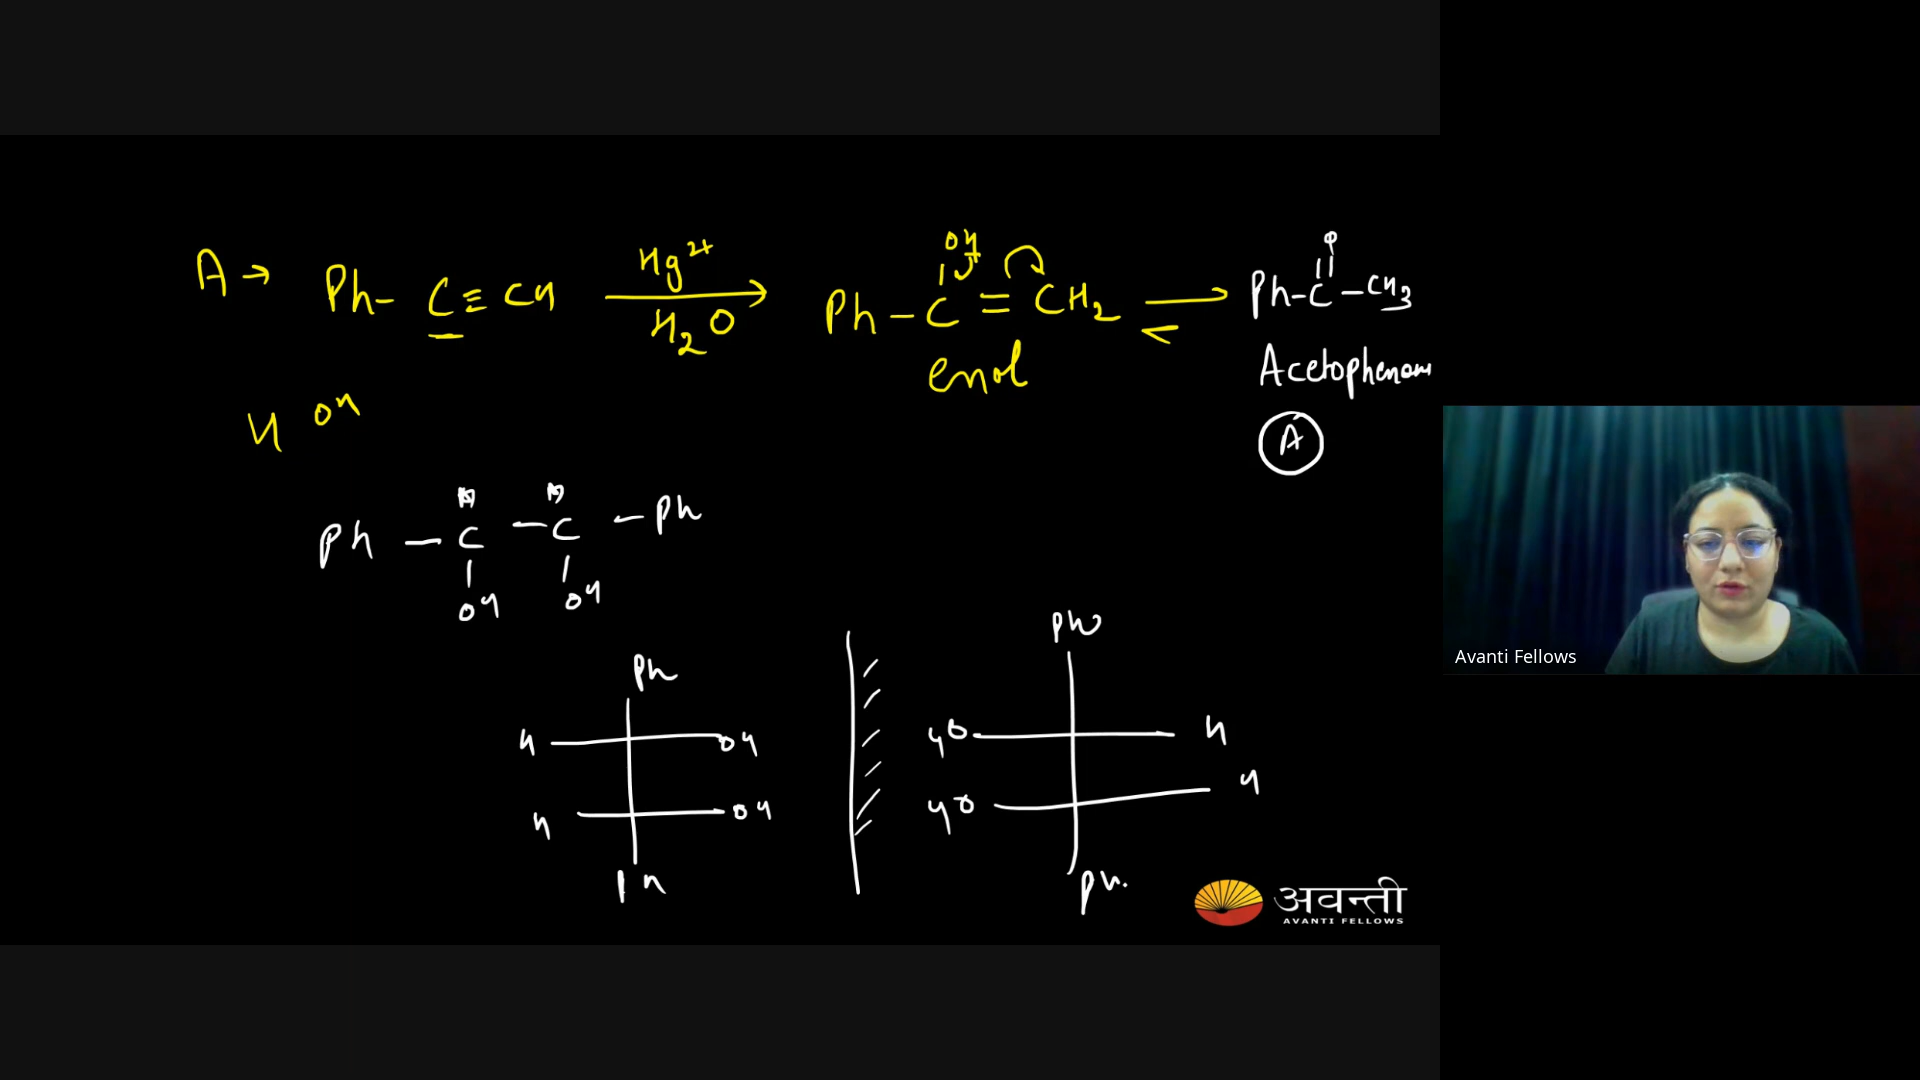 A → Ph- C≡CH Hg²⁺ H₂O → Ph-C=CH₂ OH ⇌ Ph-C-CH₃ O
enol
Acetophenone
A
H OH
Ph - C - C - Ph
OH OH
Ph Ph
H OH HO H
H OH HO H
Ph Ph
Avanti Fellows
अवन्ती
AVANTI FELLOWS